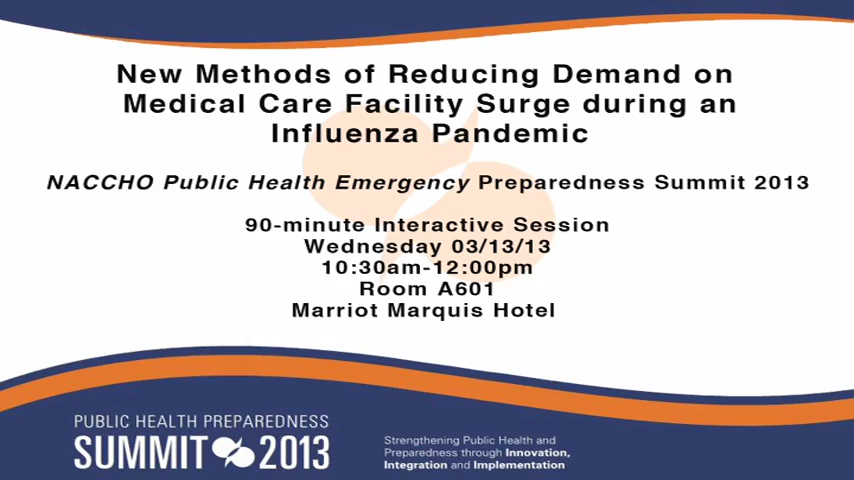 New Methods of Reducing Demand on
Medical Care Facility Surge during an
Influenza Pandemic
NACCHO Public Health Emergency Preparedness Summit 2013
90-minute Interactive Session
Wednesday 03/13/13
10:30am-12:00pm
Room A601
Marriot Marquis Hotel
PUBLIC HEALTH PREPAREDNESS
SUMMIT 2013
Strengthening Public Health and
Preparedness through Innovation,
Integration and Implementation